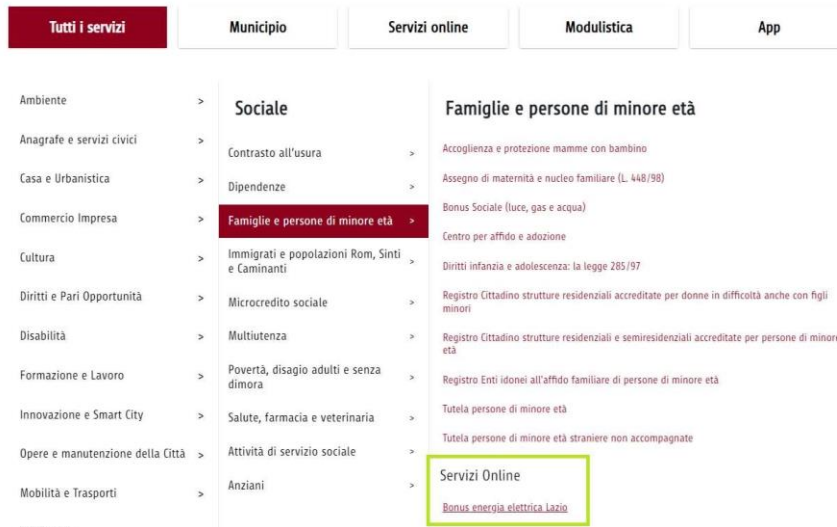 Tutti i servizi
Municipio
Servizi online
Modulistica
App
Ambiente >
Anagrafe e servizi civici >
Casa e Urbanistica >
Commercio Impresa >
Cultura >
Diritti e Pari Opportunità >
Disabilità >
Formazione e Lavoro >
Innovazione e Smart City >
Opere e manutenzione della Città >
Mobilità e Trasporti >
Sociale
Contrasto all'usura >
Dipendenze >
Famiglie e persone di minore età >
Immigrati e popolazioni Rom, Sinti >
e Caminanti
Microcredito sociale >
Multiutenza >
Povertà, disagio adulti e senza >
dimora
Salute, farmacia e veterinaria >
Attività di servizio sociale >
Anziani >
Famiglie e persone di minore età
Accoglienza e protezione mamme con bambino
Assegno di maternità e nucleo familiare (L. 448/98)
Bonus Sociale (luce, gas e acqua)
Centro per affido e adozione
Diritti infanzia e adolescenza: la legge 285/97
Registro Cittadino strutture residenziali accreditate per donne in difficoltà anche con figli
minori
Registro Cittadino strutture residenziali e semiresidenziali accreditate per persone di minore
età
Registro Enti idonei all'affido familiare di persone di minore età
Tutela persone di minore età
Tutela persone di minore età straniere non accompagnate
Servizi Online
Bonus energia elettrica Lazio